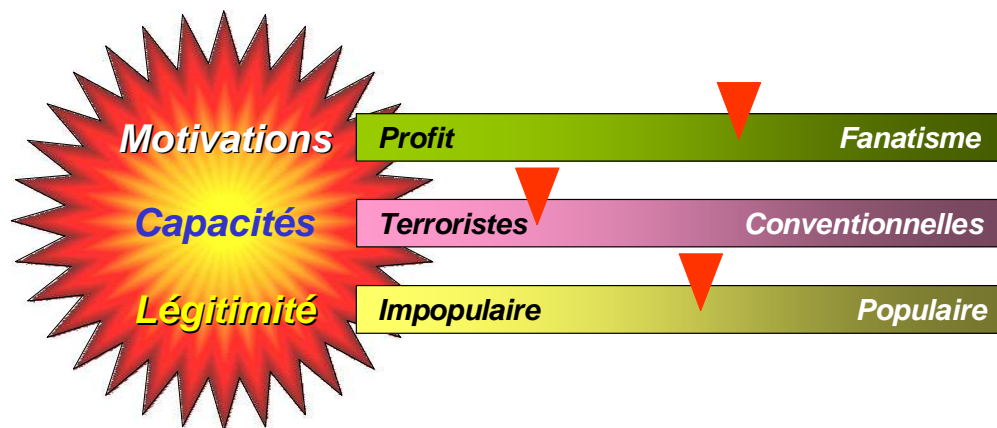 Motivations Profit Fanatisme
Capacités Terroristes Conventionnelles
Légitimité Impopulaire Populaire